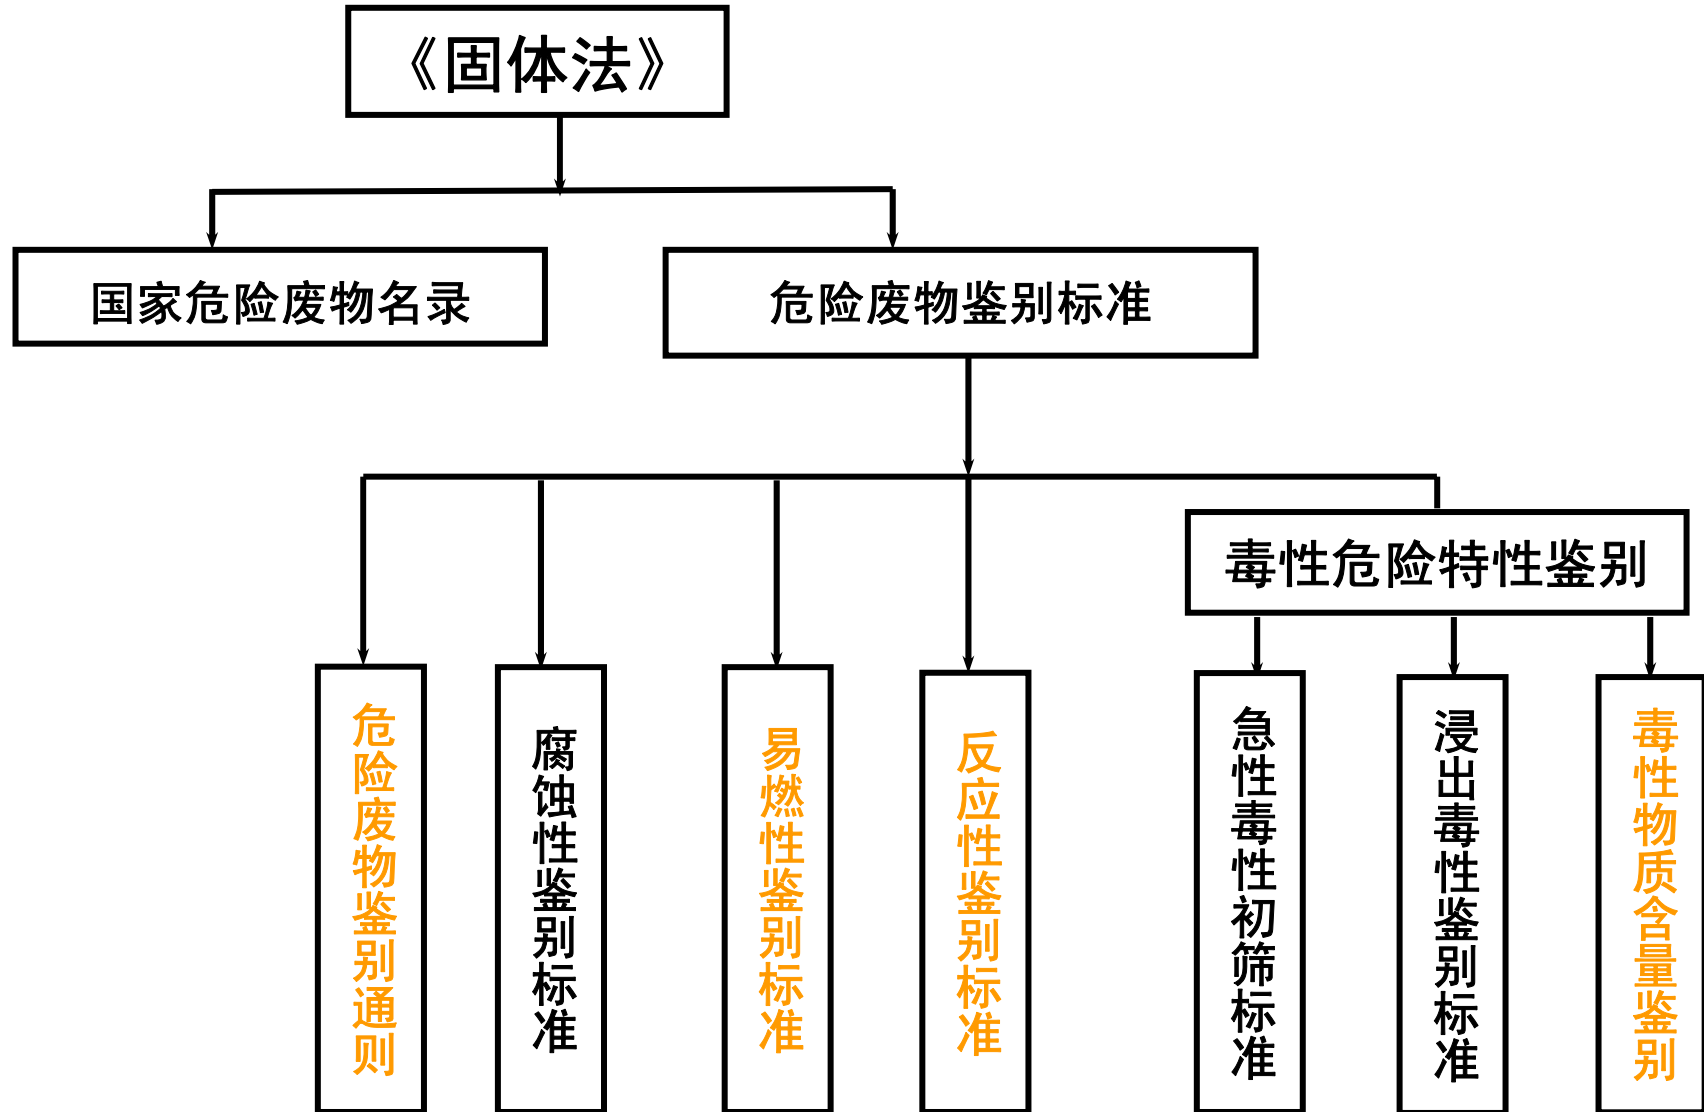 《固体法》
国家危险废物名录
危险废物鉴别标准
毒性危险特性鉴别
危险废物鉴别通则
腐蚀性鉴别标准
易燃性鉴别标准
反应性鉴别标准
急性毒性初筛标准
浸出毒性鉴别标准
毒性物质含量鉴别